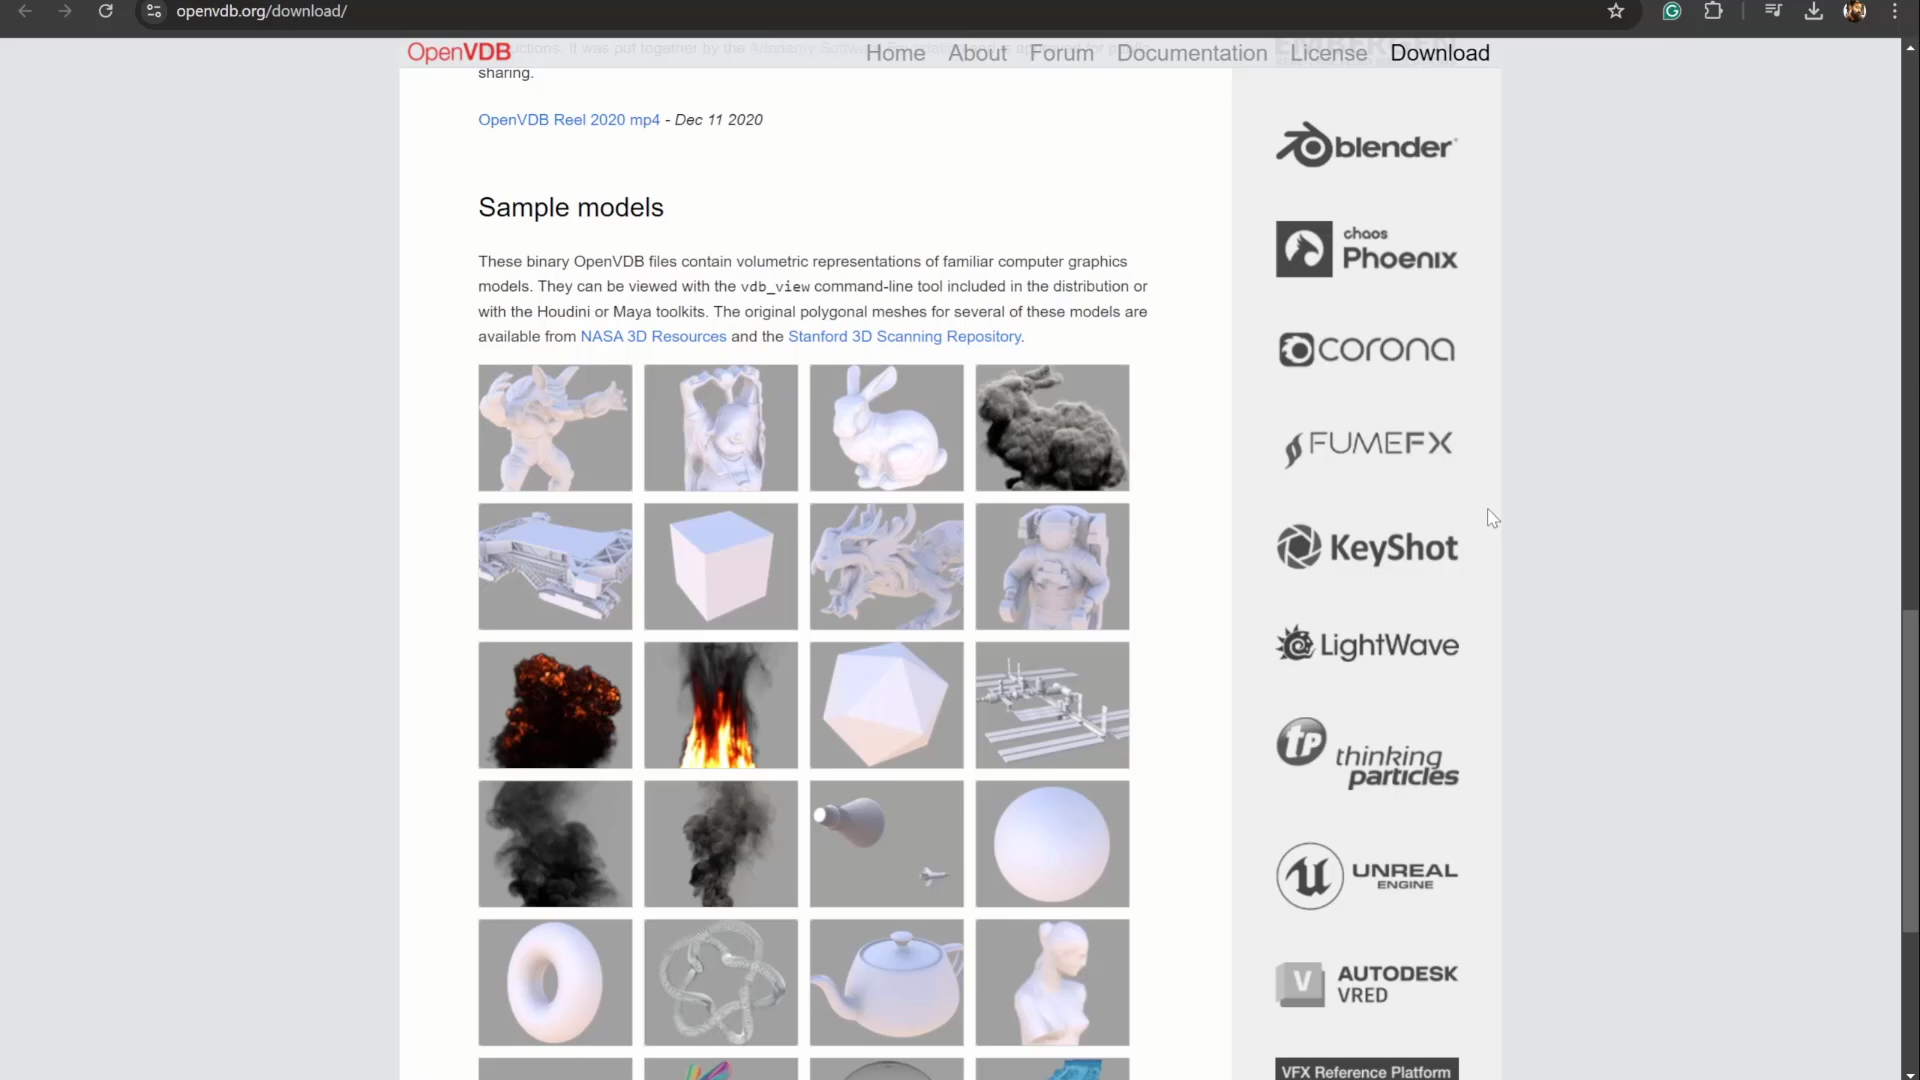 openvdb.org/download/
OpenVDB
Home About Forum Documentation License Download
sharing.
OpenVDB Reel 2020 mp4 - Dec 11 2020
Sample models
These binary OpenVDB files contain volumetric representations of familiar computer graphics
models. They can be viewed with the vdb_view command-line tool included in the distribution or
with the Houdini or Maya toolkits. The original polygonal meshes for several of these models are
available from NASA 3D Resources and the Stanford 3D Scanning Repository.
EMBERGEN
blender
chaos
Phoenix
corona
FUMEFX
KeyShot
LightWave
tp thinking
particles
UNREAL
ENGINE
V AUTODESK
VRED
VFX Reference Platform